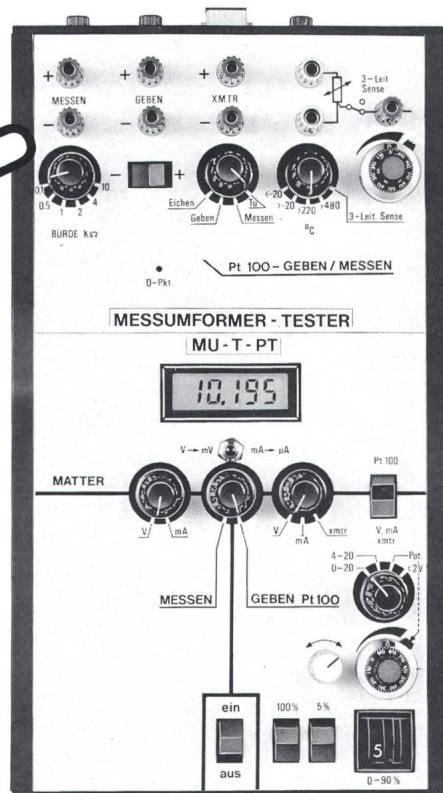 + + + 3-Leit.
Sense
MESSEN GEBEN XMTR
- - - -
- +
0.1 0.5 1 2 4 10
BÜRDE KΩ
Eichen Geben Messen Tu
<-20 >-20 >220 >480
°C
3-Leit. Sense
0-Pkt.
Pt 100 - GEBEN / MESSEN
MESSUMFORMER - TESTER
MU - T - PT
10.195
V → mV mA → µA
MATTER
Pt 100
V mA
V mA xmtr
V, mA
xmtr
MESSEN GEBEN Pt100
4-20 Pot.
0-20 <2V
ein
aus
100% 5%
5
0-90%